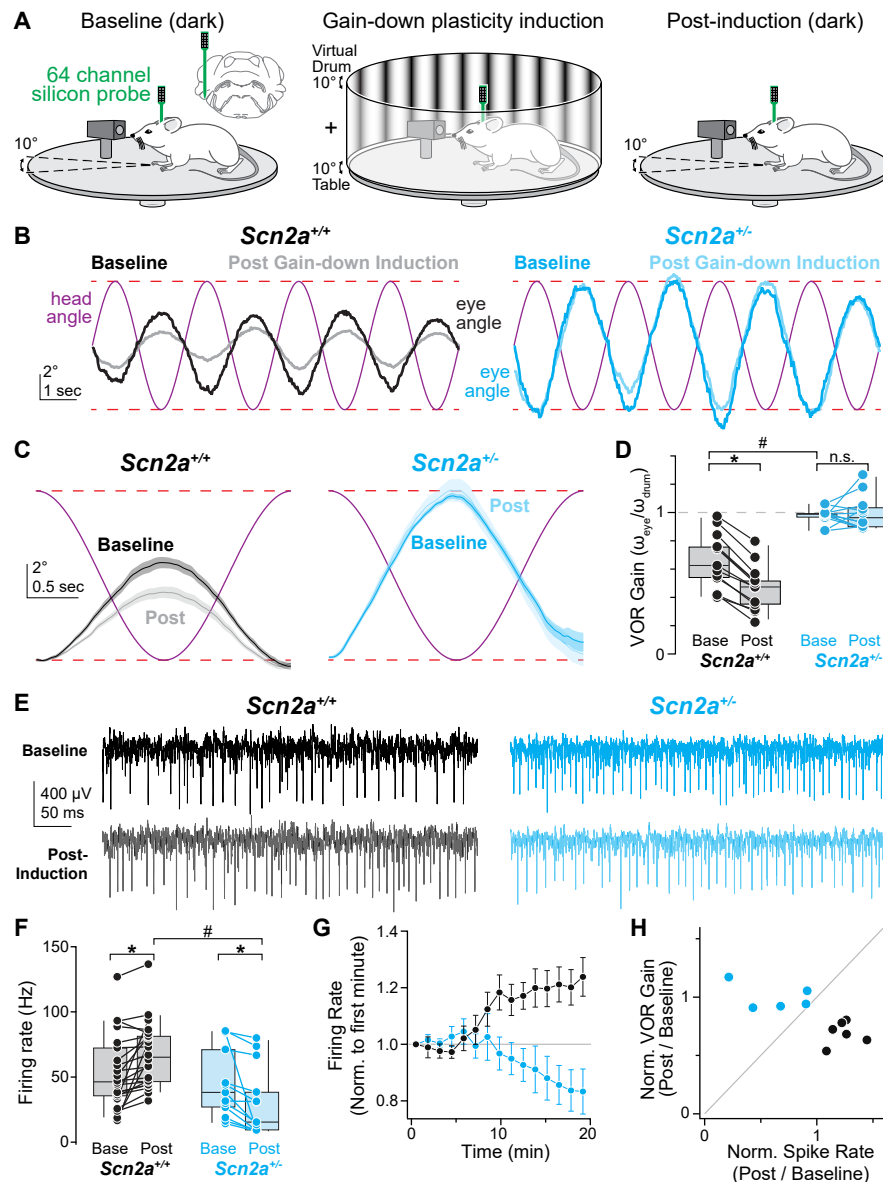 A
Baseline (dark)
Gain-down plasticity induction
Post-induction (dark)
64 channel
silicon probe
10°
Virtual
Drum
10°
+
10°
Table
10°
B
Scn2a+/+
Scn2a+/-
Baseline
Post Gain-down Induction
Baseline
Post Gain-down Induction
head
angle
eye
angle
eye
angle
2°
1 sec
C
Scn2a+/+
Scn2a+/-
Baseline
Post
2°
0.5 sec
Post
Baseline
D
#
*
n.s.
VOR Gain (ωeye/ωdrum)
1
0
Base
Post
Base
Post
Scn2a+/+
Scn2a+/-
E
Scn2a+/+
Scn2a+/-
Baseline
400 µV
50 ms
Post-
Induction
F
#
*
*
Firing rate (Hz)
150
100
50
0
Base
Post
Base
Post
Scn2a+/+
Scn2a+/-
G
Firing Rate
(Norm. to first minute)
1.4
1.2
1.0
0.8
0
10
20
Time (min)
H
Norm. VOR Gain
(Post / Baseline)
1
0
0
1
Norm. Spike Rate
(Post / Baseline)